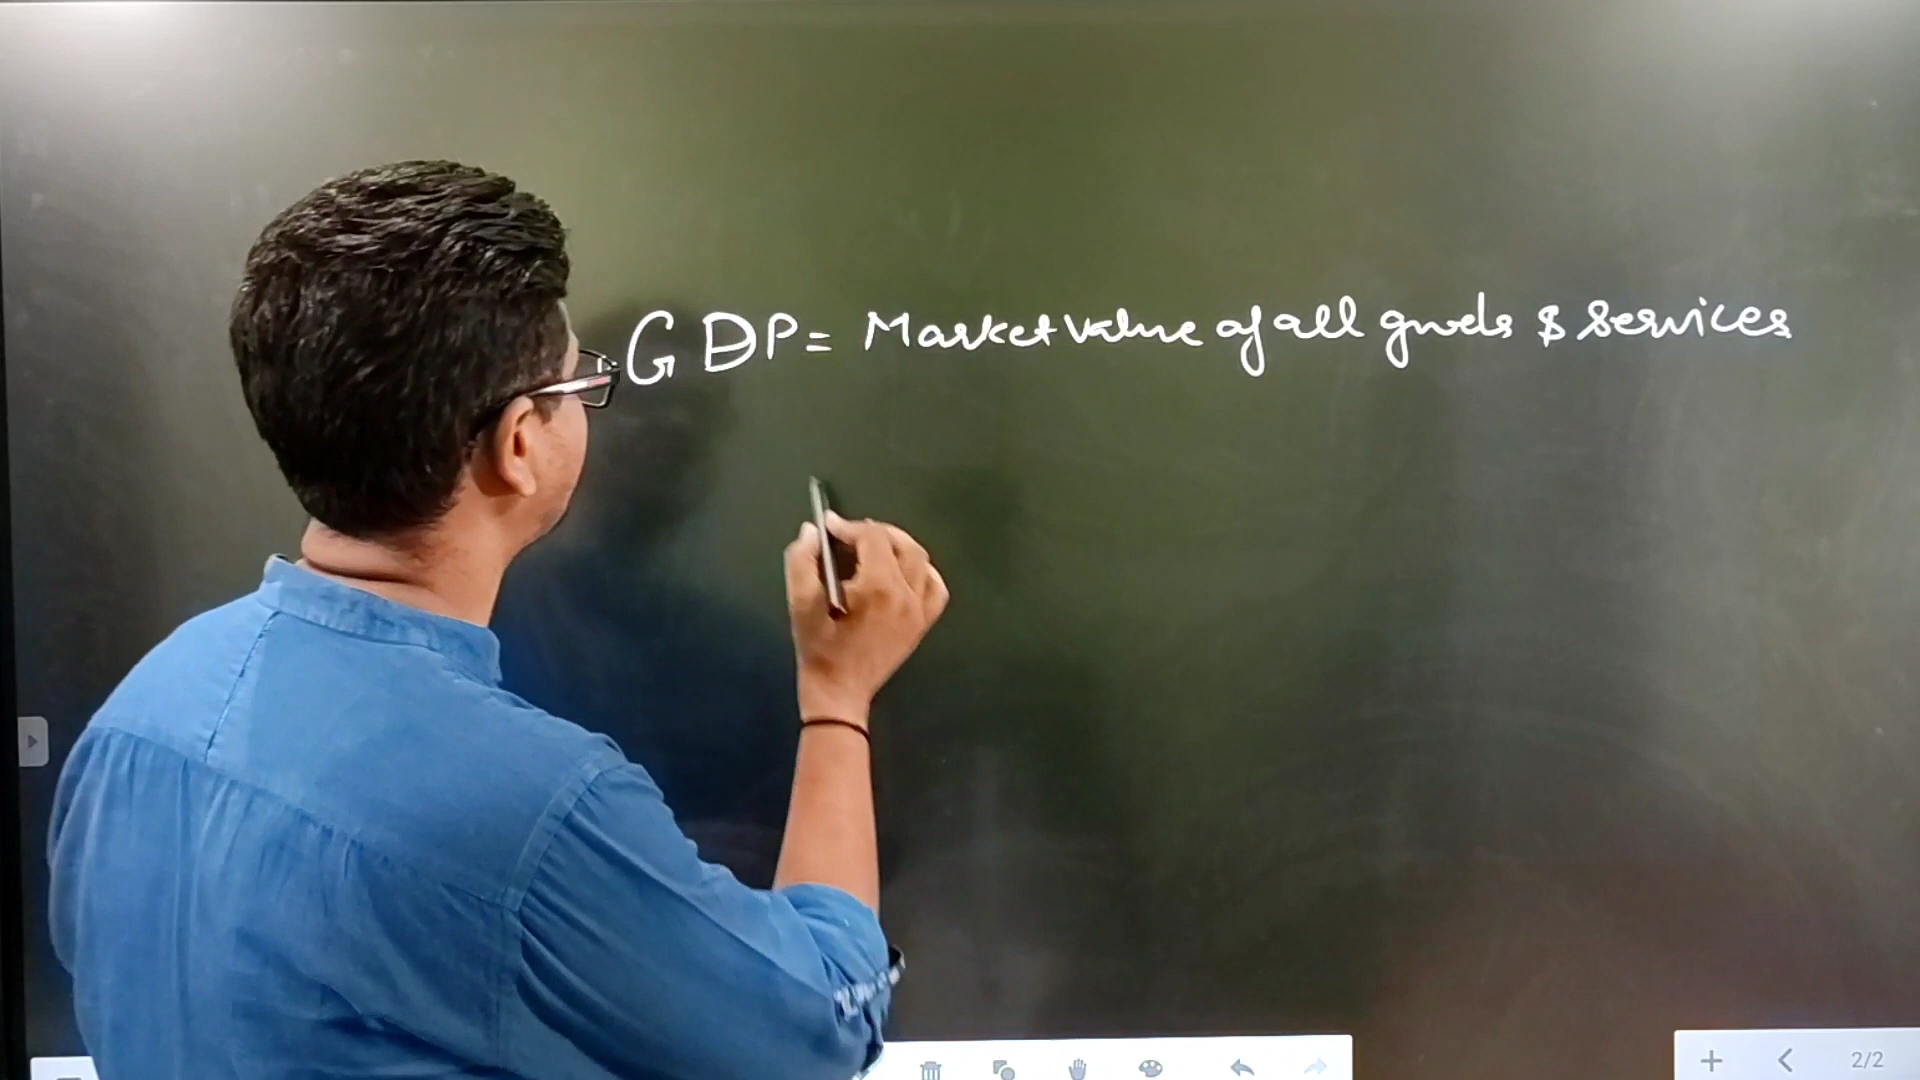 GDP = Market value of all goods & services
2/2